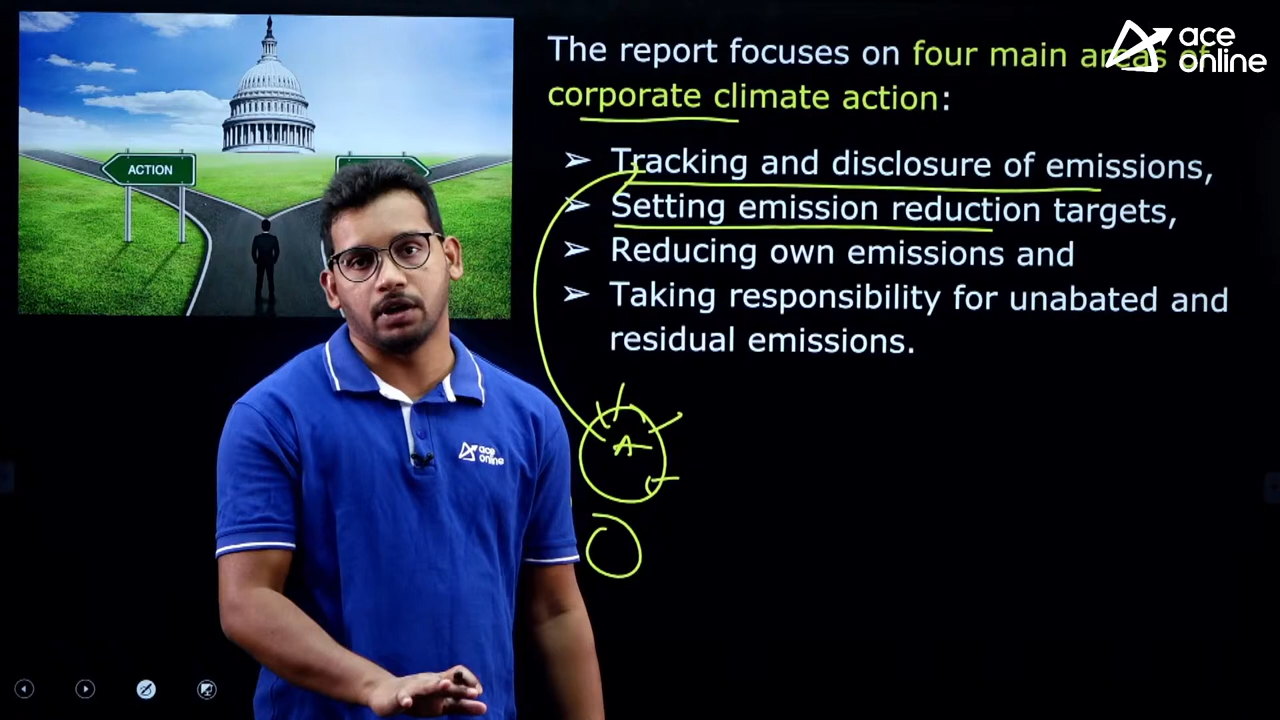 ACTION
The report focuses on four main areas of
corporate climate action:
➢ Tracking and disclosure of emissions,
➢ Setting emission reduction targets,
➢ Reducing own emissions and
➢ Taking responsibility for unabated and
residual emissions.
A
ace
online
ace
online